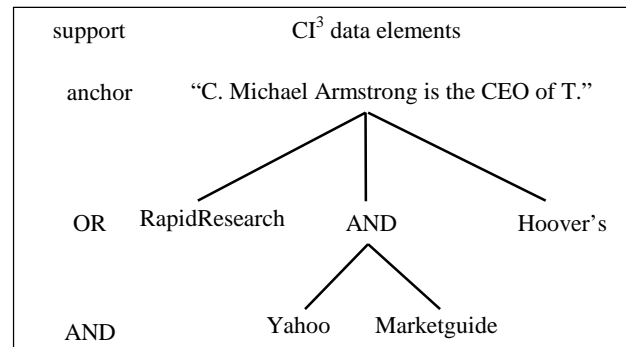 support CI³ data elements
anchor “C. Michael Armstrong is the CEO of T.”
OR RapidResearch AND Hoover’s
AND Yahoo Marketguide